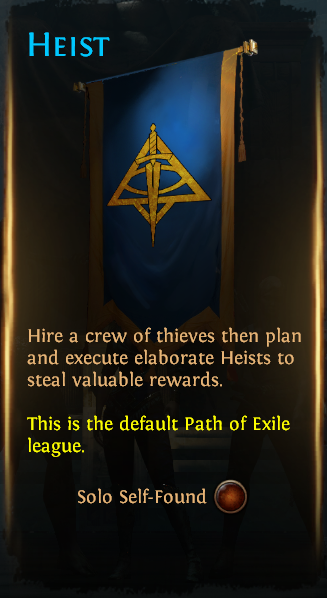 Heist
Hire a crew of thieves then plan
and execute elaborate Heists to
steal valuable rewards.
This is the default Path of Exile
league.
Solo Self-Found